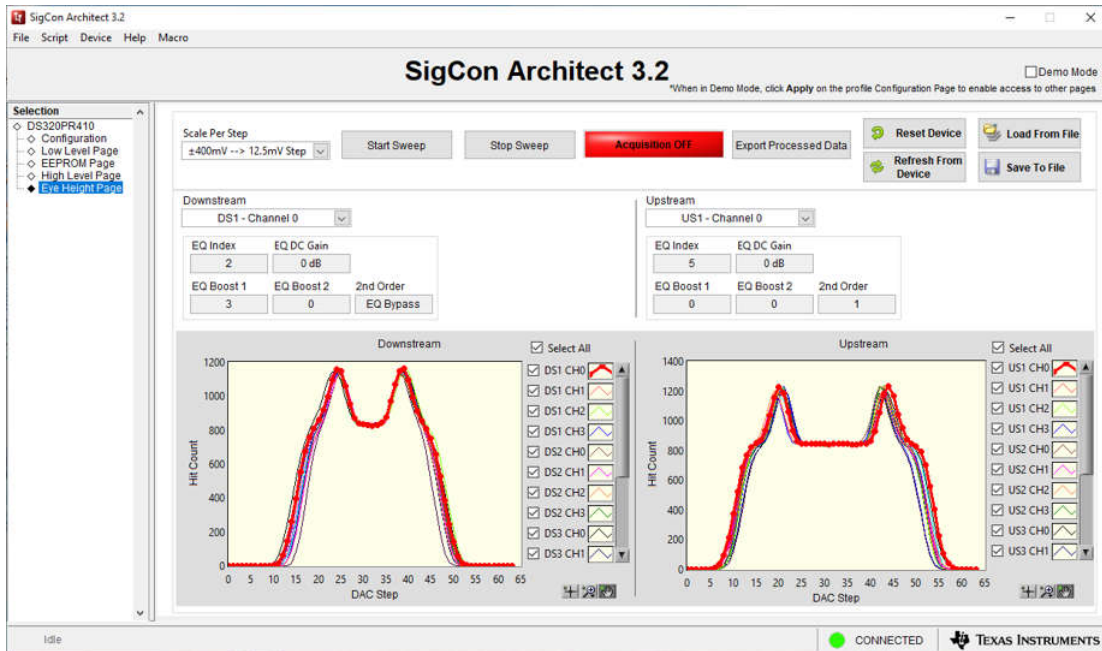 SigCon Architect 3.2
File Script Device Help Macro
SigCon Architect 3.2
Demo Mode
*When in Demo Mode, click Apply on the profile Configuration Page to enable access to other pages
Selection
DS320PR410
Configuration
Low Level Page
EEPROM Page
High Level Page
Eye Height Page
Scale Per Step
±400mV --> 12.5mV Step
Start Sweep
Stop Sweep
Acquisition OFF
Export Processed Data
Reset Device
Load From File
Refresh From
Device
Save To File
Downstream
DS1 - Channel 0
EQ Index EQ DC Gain
2 0 dB
EQ Boost 1 EQ Boost 2 2nd Order
3 0 EQ Bypass
Upstream
US1 - Channel 0
EQ Index EQ DC Gain
5 0 dB
EQ Boost 1 EQ Boost 2 2nd Order
0 0 1
Downstream
Select All
1200
1000
800
600
400
200
0
Hit Count
0 5 10 15 20 25 30 35 40 45 50 55 60 65
DAC Step
DS1 CH0
DS1 CH1
DS1 CH2
DS1 CH3
DS2 CH0
DS2 CH1
DS2 CH2
DS2 CH3
DS3 CH0
DS3 CH1
Upstream
Select All
1400
1200
1000
800
600
400
200
0
Hit Count
0 5 10 15 20 25 30 35 40 45 50 55 60 65
DAC Step
US1 CH0
US1 CH1
US1 CH2
US1 CH3
US2 CH0
US2 CH1
US2 CH2
US2 CH3
US3 CH0
US3 CH1
Idle
CONNECTED
TEXAS INSTRUMENTS